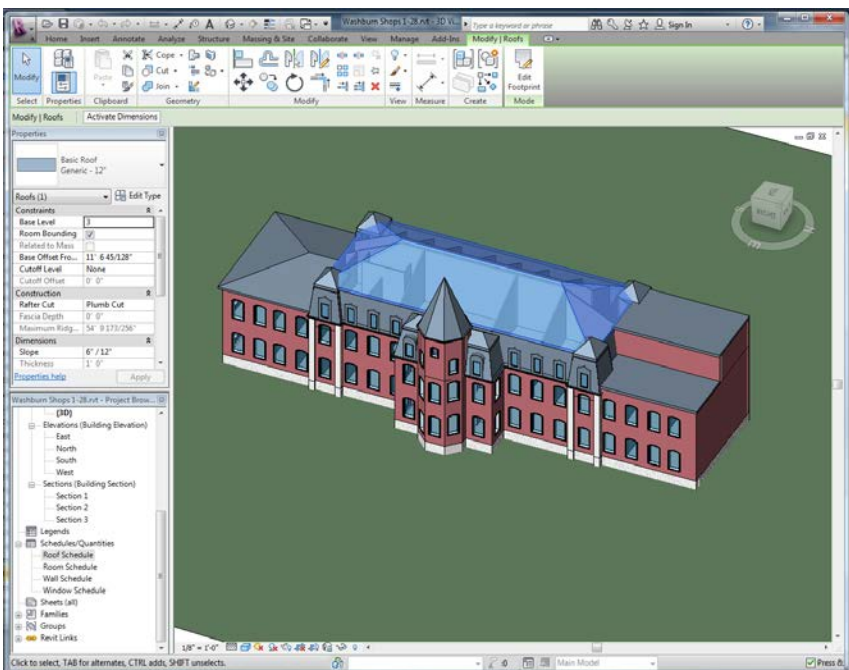 Washburn Shops 1-28.rvt - 3D Vi...
Type a keyword or phrase
Sign In
Home Insert Annotate Analyze Structure Massing & Site Collaborate View Manage Add-Ins Modify | Roofs
Modify
Paste
Cope
Cut
Join
Edit
Footprint
Select Properties Clipboard Geometry Modify View Measure Create Mode
Modify | Roofs Activate Dimensions
Properties
Basic Roof
Generic - 12"
Roofs (1) Edit Type
Constraints
Base Level 3
Room Bounding
Related to Mass
Base Offset Fro... 11' 6 45/128"
Cutoff Level None
Cutoff Offset 0' 0"
Construction
Rafter Cut Plumb Cut
Fascia Depth 0' 0"
Maximum Ridg... 54' 9 173/256"
Dimensions
Slope 6" / 12"
Thickness 1' 0"
Properties help Apply
Washburn Shops 1-28.rvt - Project Brow...
{3D}
Elevations (Building Elevation)
East
North
South
West
Sections (Building Section)
Section 1
Section 2
Section 3
Legends
Schedules/Quantities
Roof Schedule
Room Schedule
Wall Schedule
Window Schedule
Sheets (all)
Families
Groups
Revit Links
1/8" = 1'-0"
Click to select, TAB for alternates, CTRL adds, SHIFT unselects.
:0
Main Model
Press &